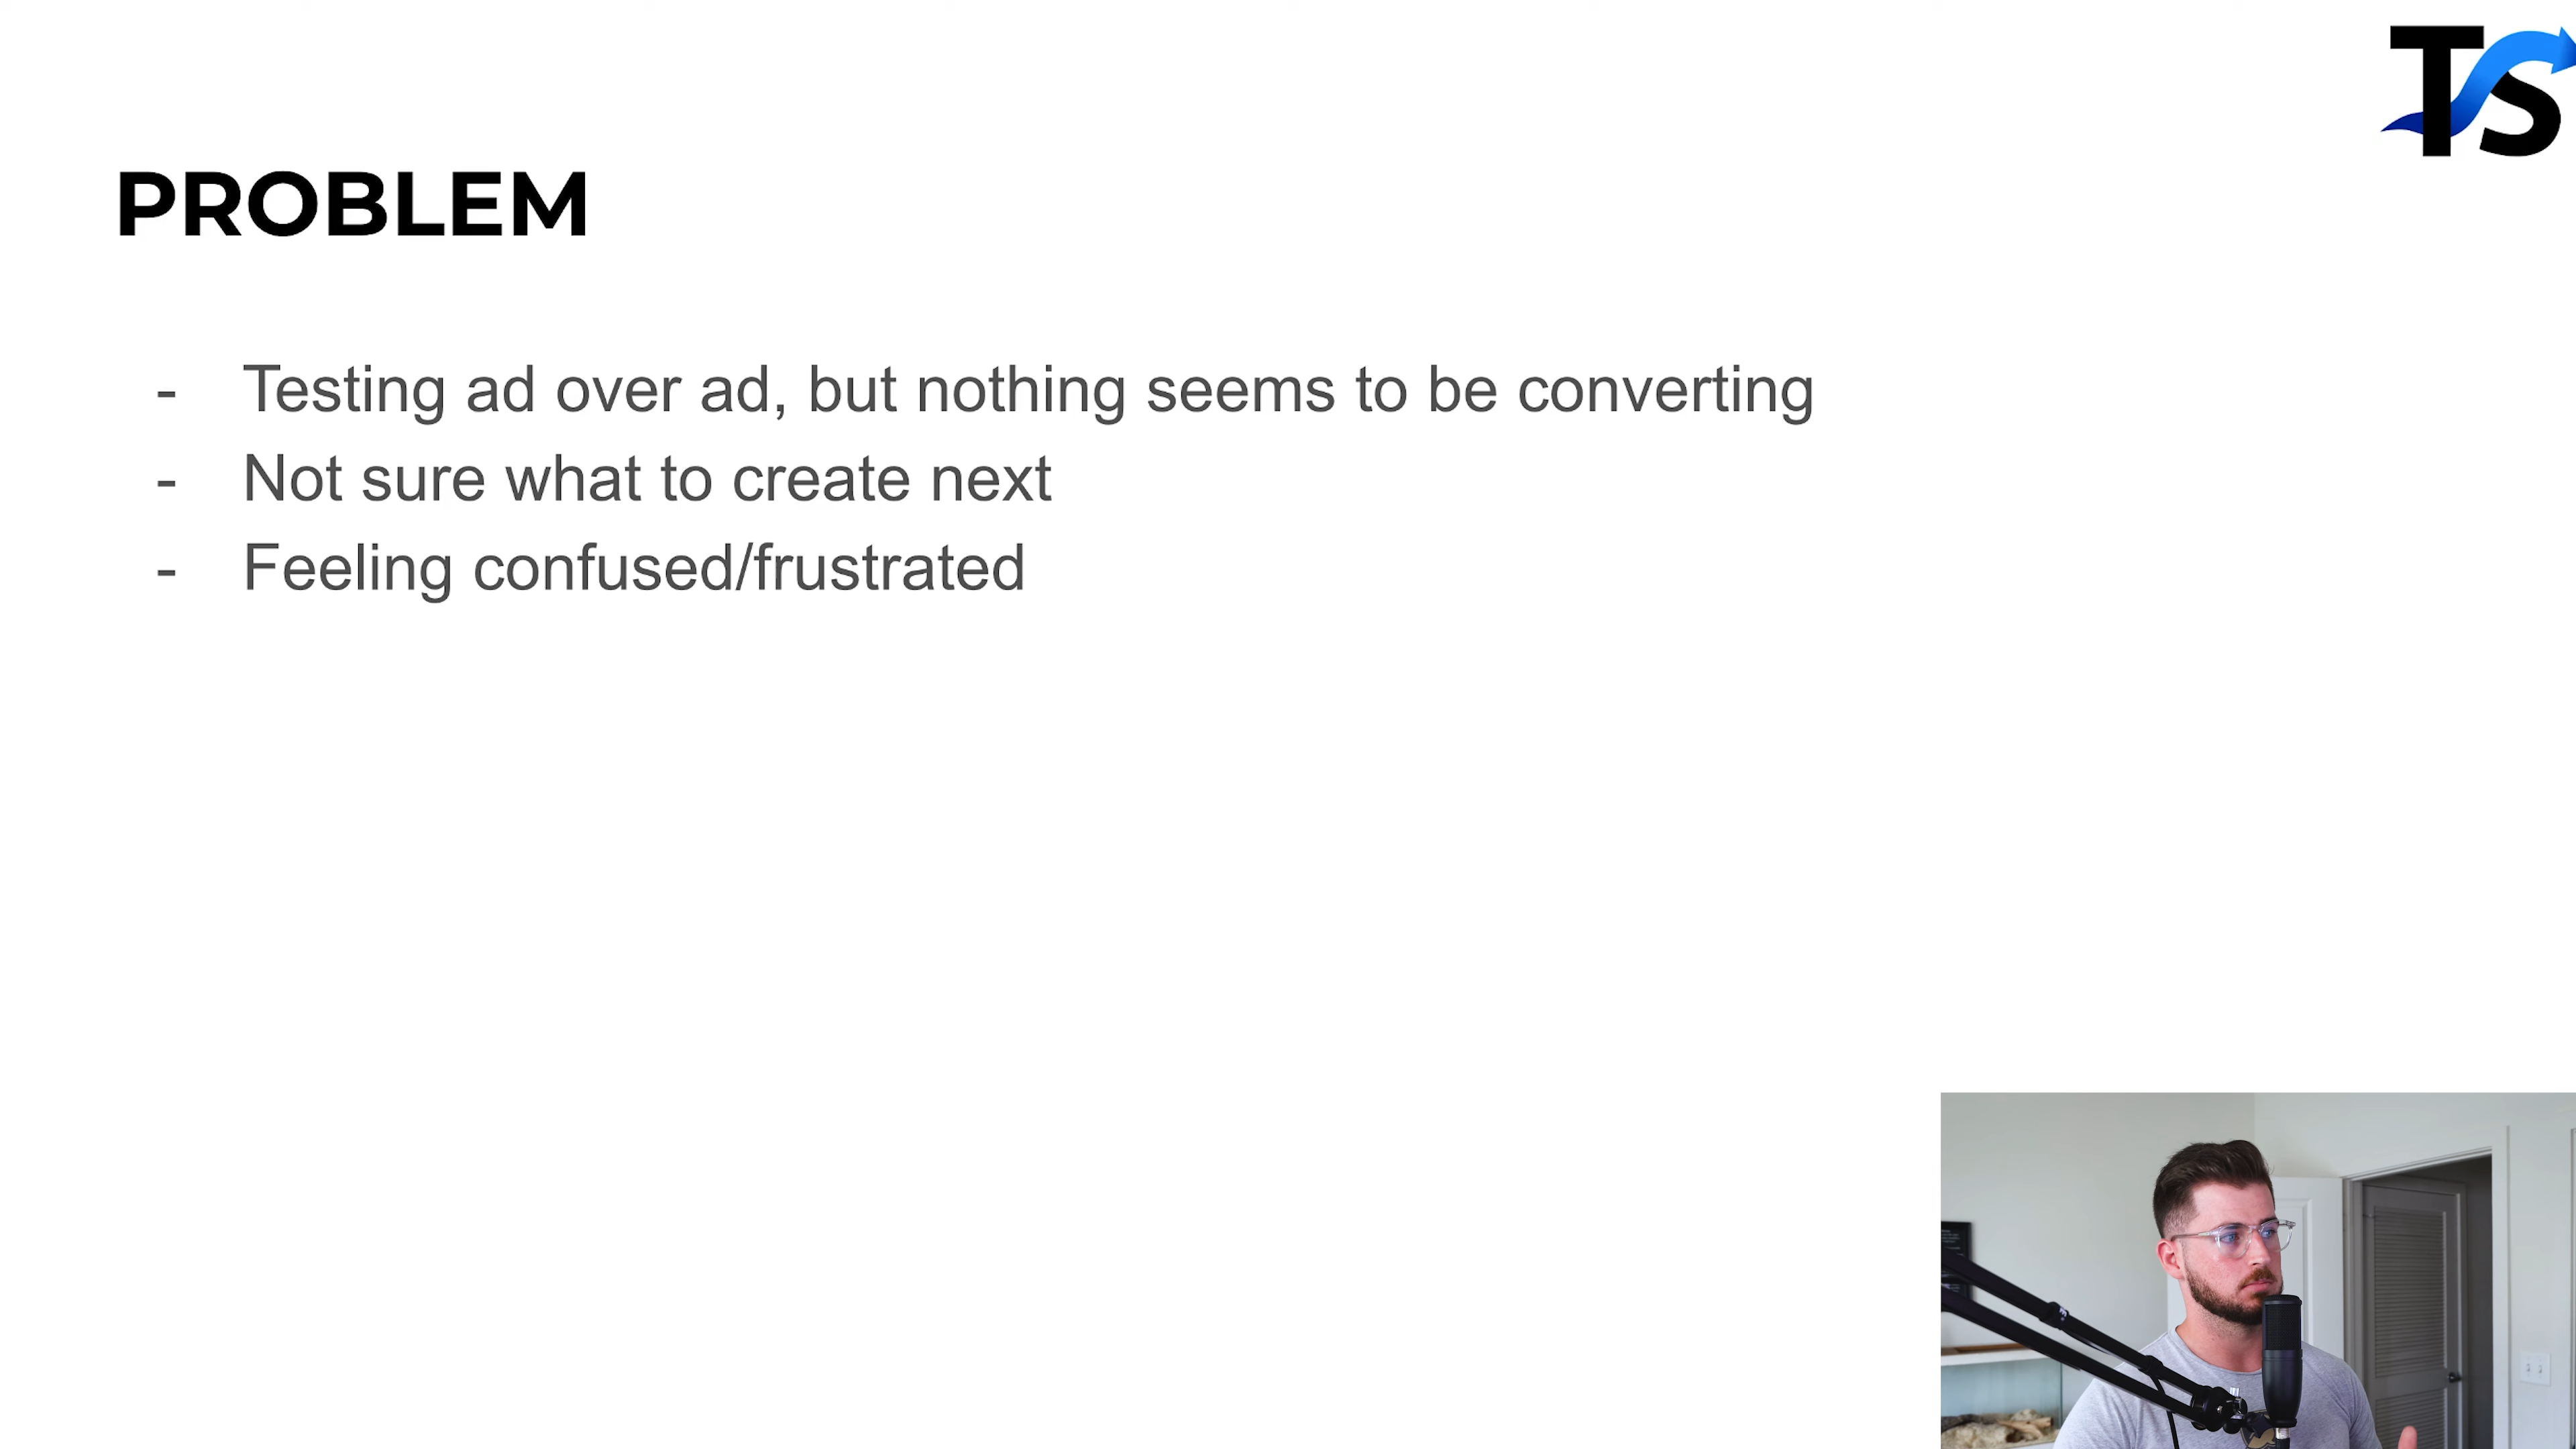 TS
PROBLEM
- Testing ad over ad, but nothing seems to be converting
- Not sure what to create next
- Feeling confused/frustrated